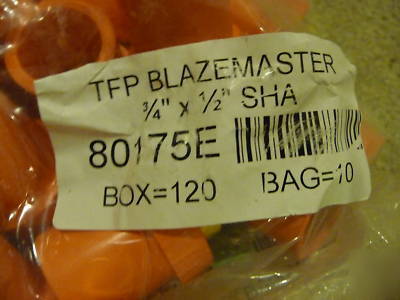 TFP BLAZEMASTER
¾" x ½" SHA
80175E
BOX=120 BAG=10